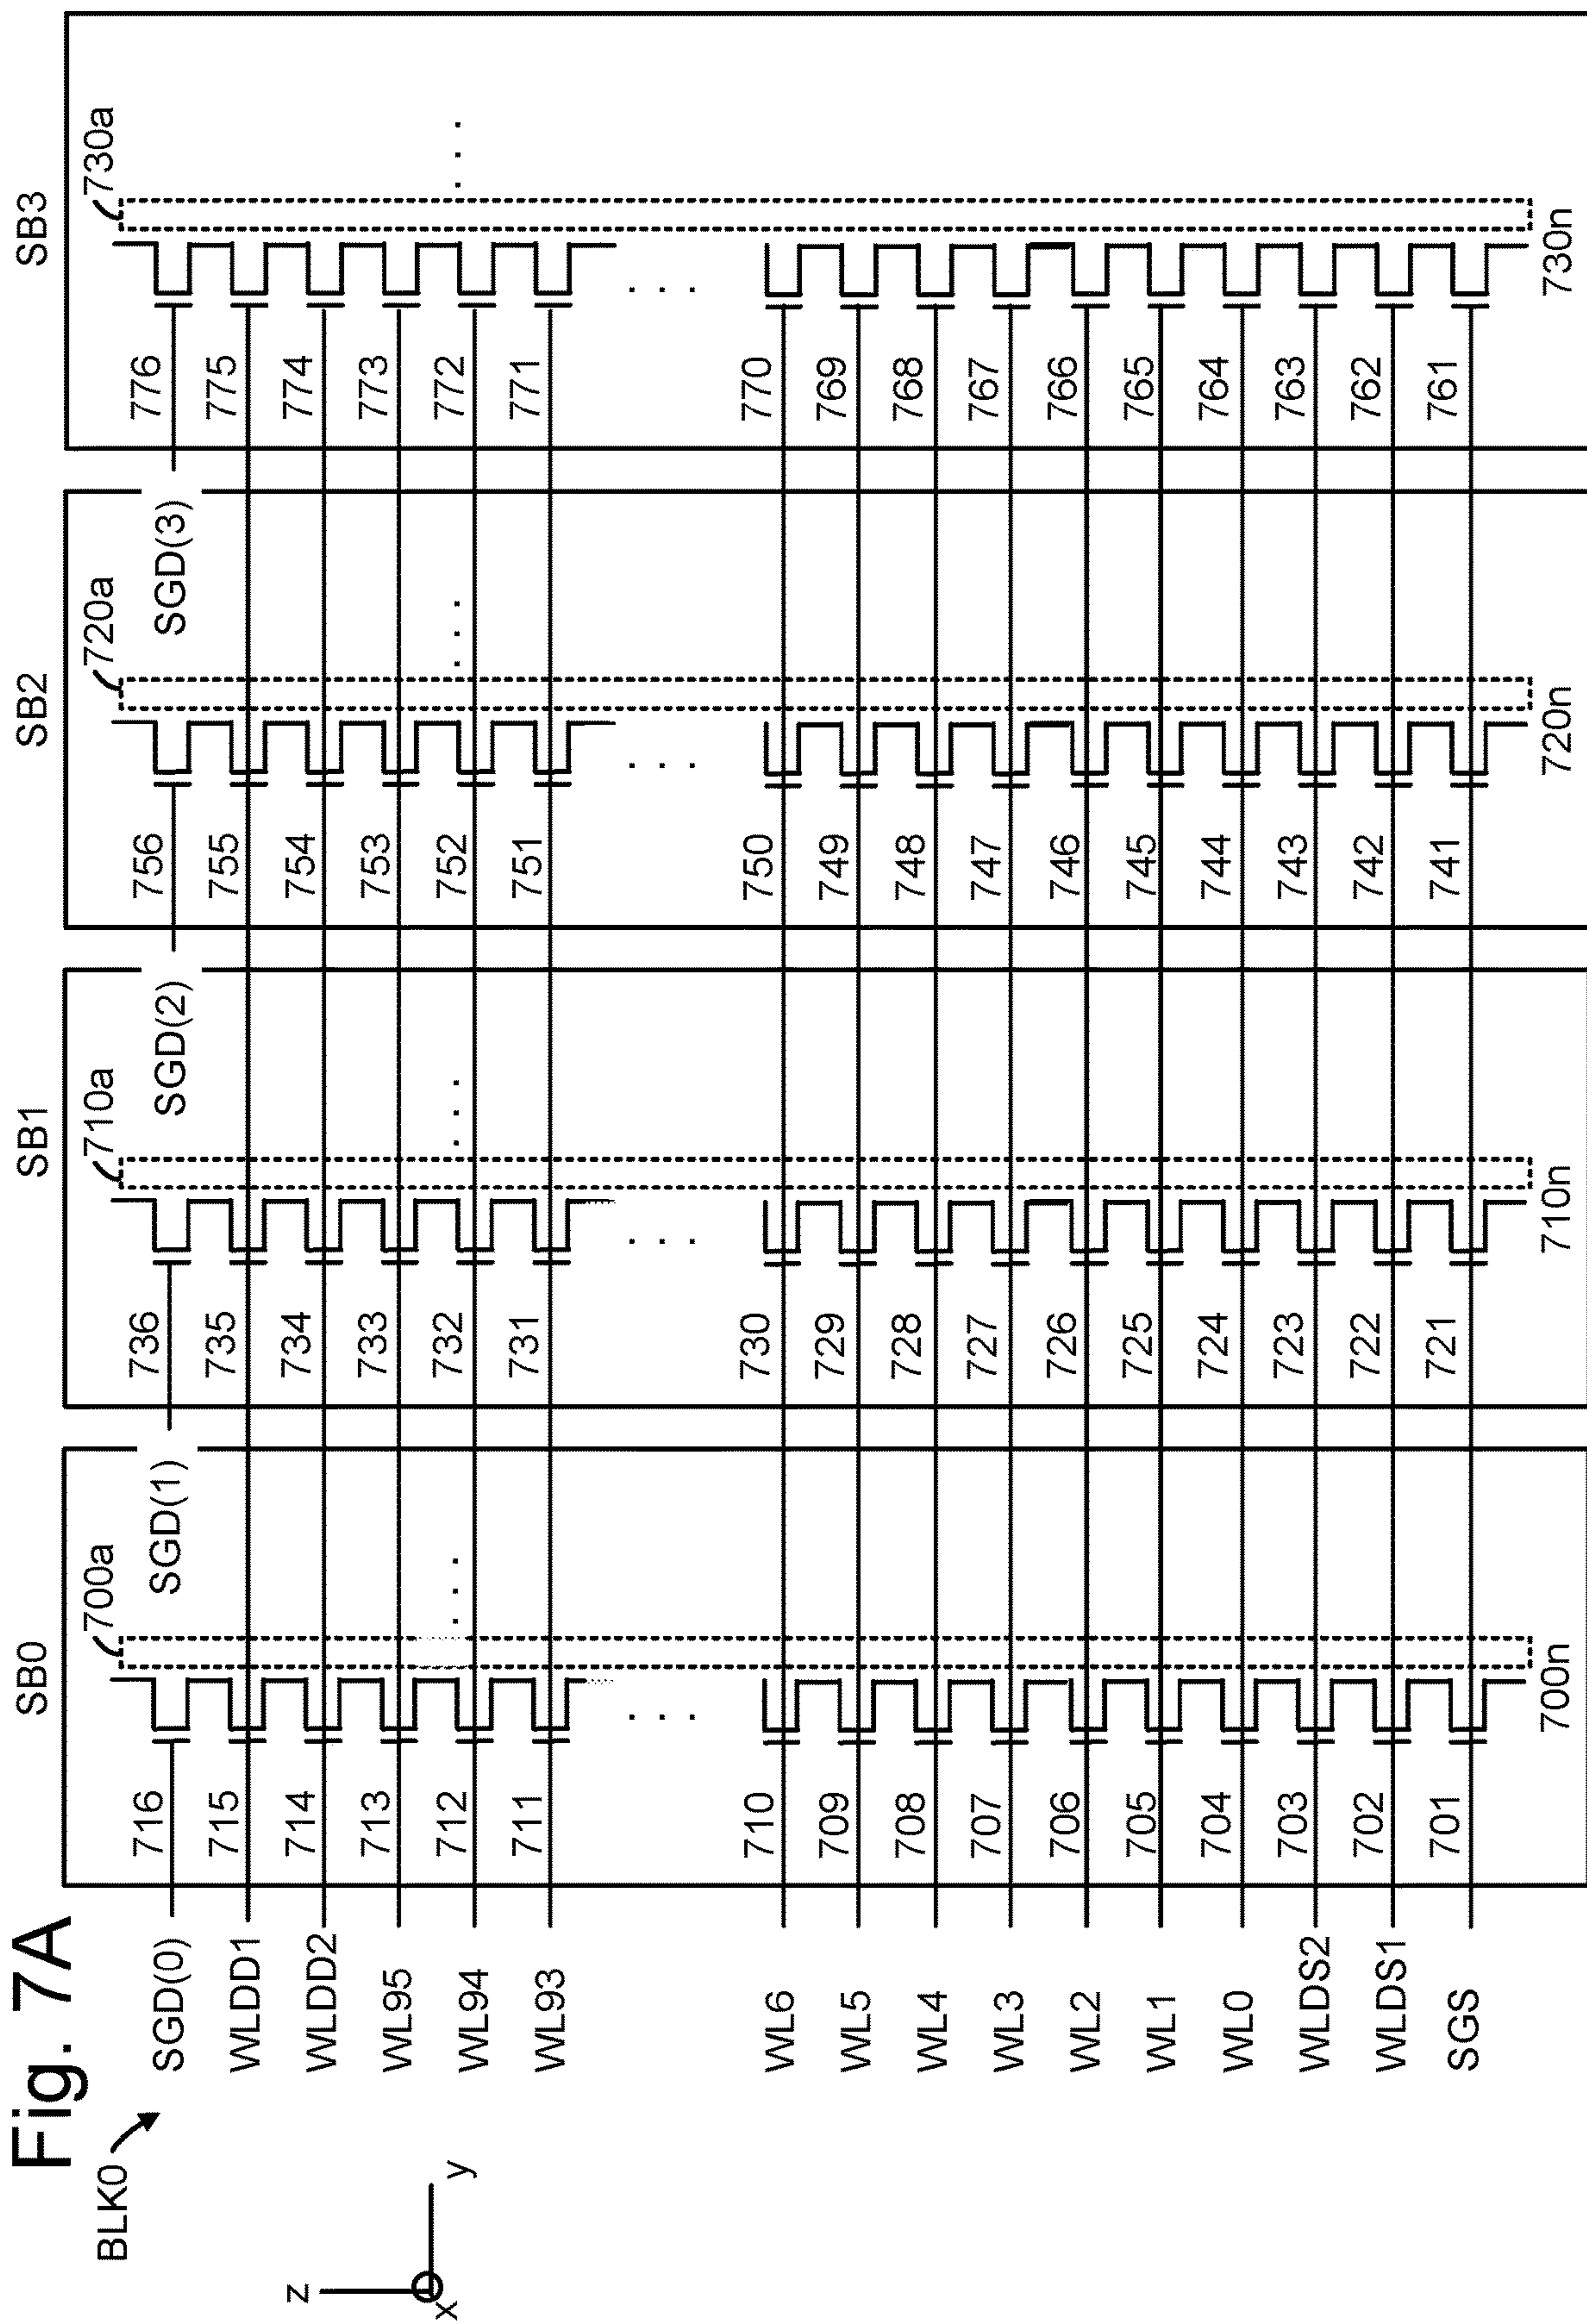 Fig. 7A
BLK0
z
y
x
SB0
SB1
SB2
SB3
700a
710a
720a
730a
SGD(0)
716
SGD(1)
736
SGD(2)
756
SGD(3)
776
WLDD1
715
735
755
775
WLDD2
714
734
754
774
WL95
713
733
753
773
WL94
712
732
752
772
WL93
711
731
751
771
WL6
710
730
750
770
WL5
709
729
749
769
WL4
708
728
748
768
WL3
707
727
747
767
WL2
706
726
746
766
WL1
705
725
745
765
WL0
704
724
744
764
WLDS2
703
723
743
763
WLDS1
702
722
742
762
SGS
701
721
741
761
700n
710n
720n
730n